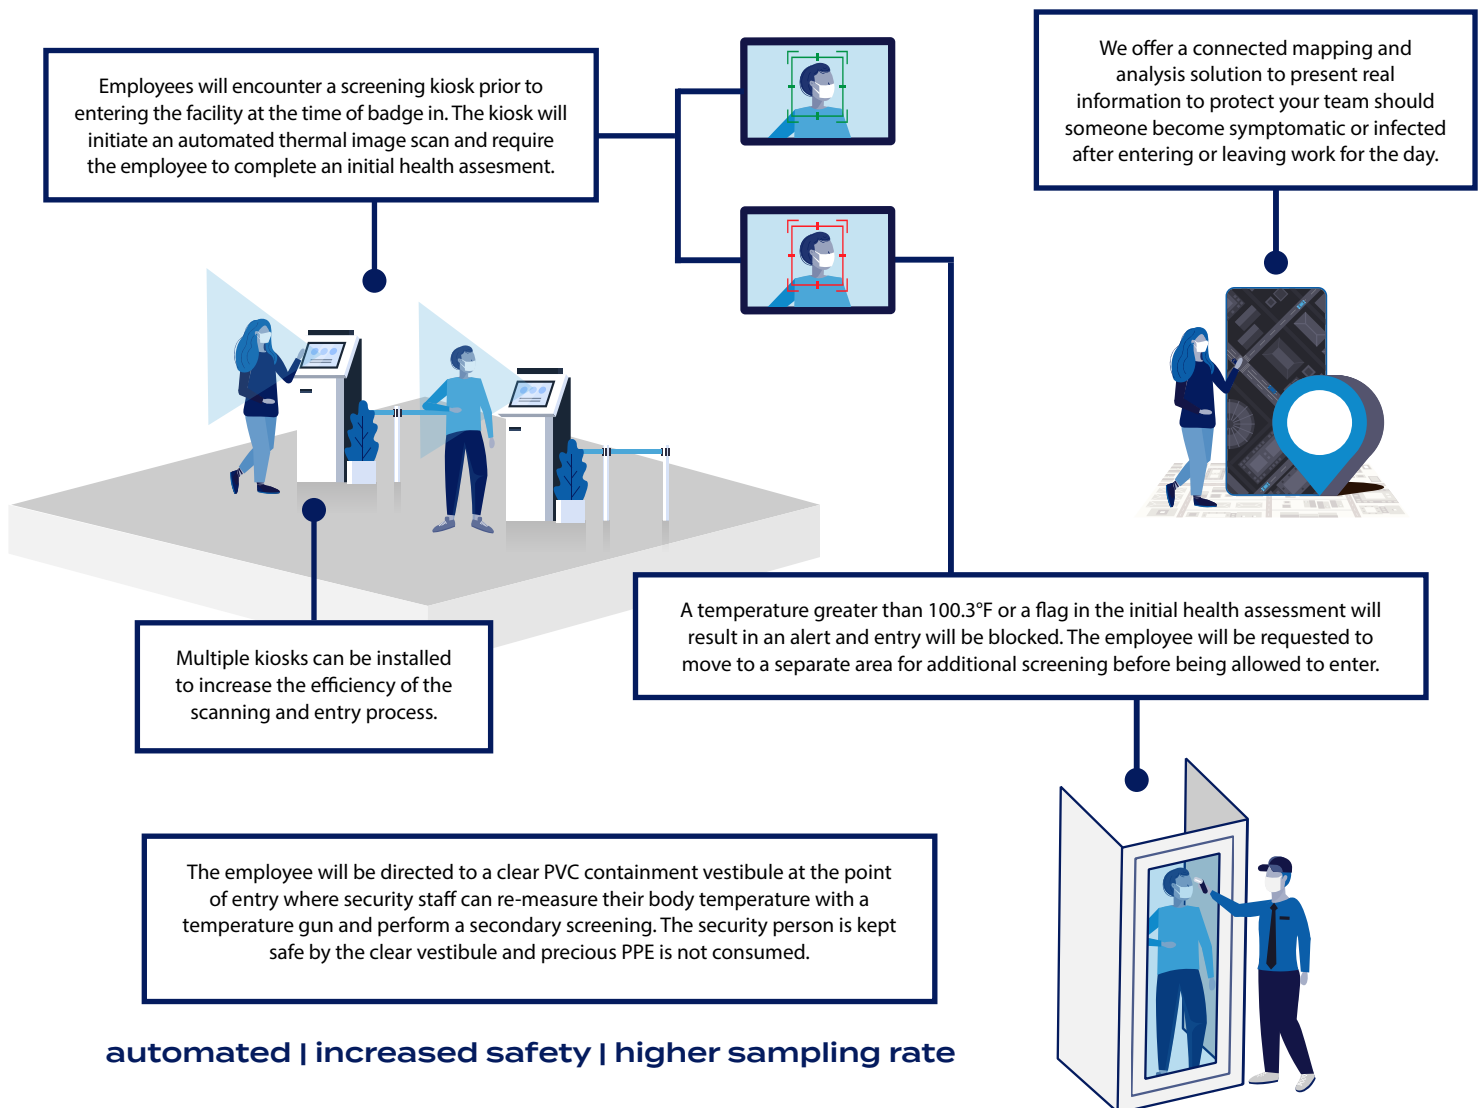 Employees will encounter a screening kiosk prior to
entering the facility at the time of badge in. The kiosk will
initiate an automated thermal image scan and require
the employee to complete an initial health assesment.
We offer a connected mapping and
analysis solution to present real
information to protect your team should
someone become symptomatic or infected
after entering or leaving work for the day.
A temperature greater than 100.3°F or a flag in the initial health assessment will
result in an alert and entry will be blocked. The employee will be requested to
move to a separate area for additional screening before being allowed to enter.
Multiple kiosks can be installed
to increase the efficiency of the
scanning and entry process.
The employee will be directed to a clear PVC containment vestibule at the point
of entry where security staff can re-measure their body temperature with a
temperature gun and perform a secondary screening. The security person is kept
safe by the clear vestibule and precious PPE is not consumed.
automated | increased safety | higher sampling rate